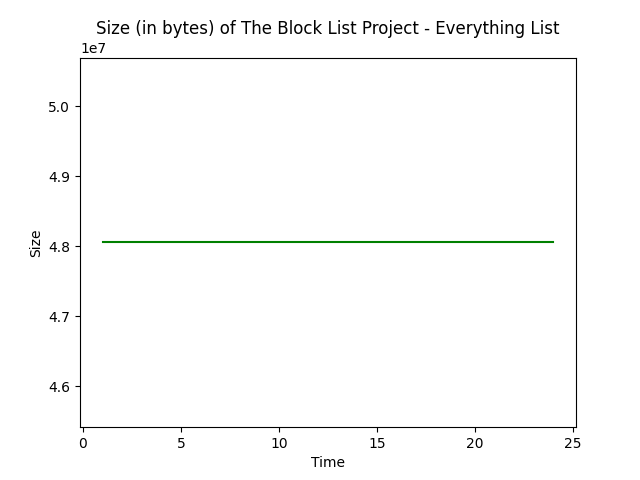 Size (in bytes) of The Block List Project - Everything List
1e7
5.0
4.9
4.8
4.7
4.6
Size
0 5 10 15 20 25
Time